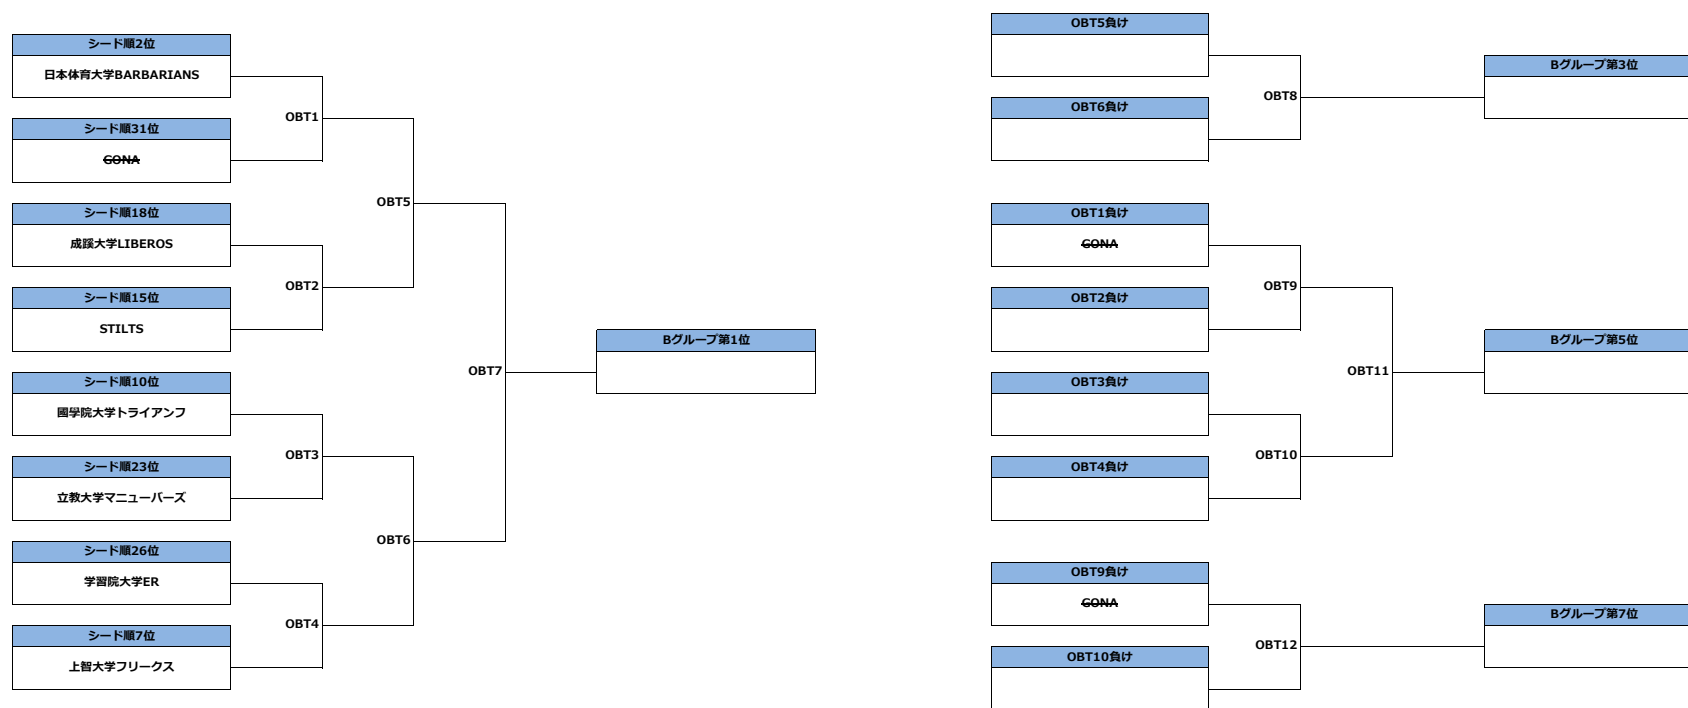 シード順2位
日本体育大学BARBARIANS
OBT1
シード順31位
GONA
OBT5
シード順18位
成蹊大学LIBEROS
OBT2
シード順15位
STILTS
Bグループ第1位
OBT7
シード順10位
國學院大学トライアンフ
OBT3
シード順23位
立教大学マニューバーズ
OBT6
シード順26位
学習院大学ER
OBT4
シード順7位
上智大学フリークス
OBT5負け
Bグループ第3位
OBT8
OBT6負け
OBT1負け
GONA
OBT9
OBT2負け
Bグループ第5位
OBT11
OBT3負け
OBT10
OBT4負け
OBT9負け
GONA
Bグループ第7位
OBT12
OBT10負け